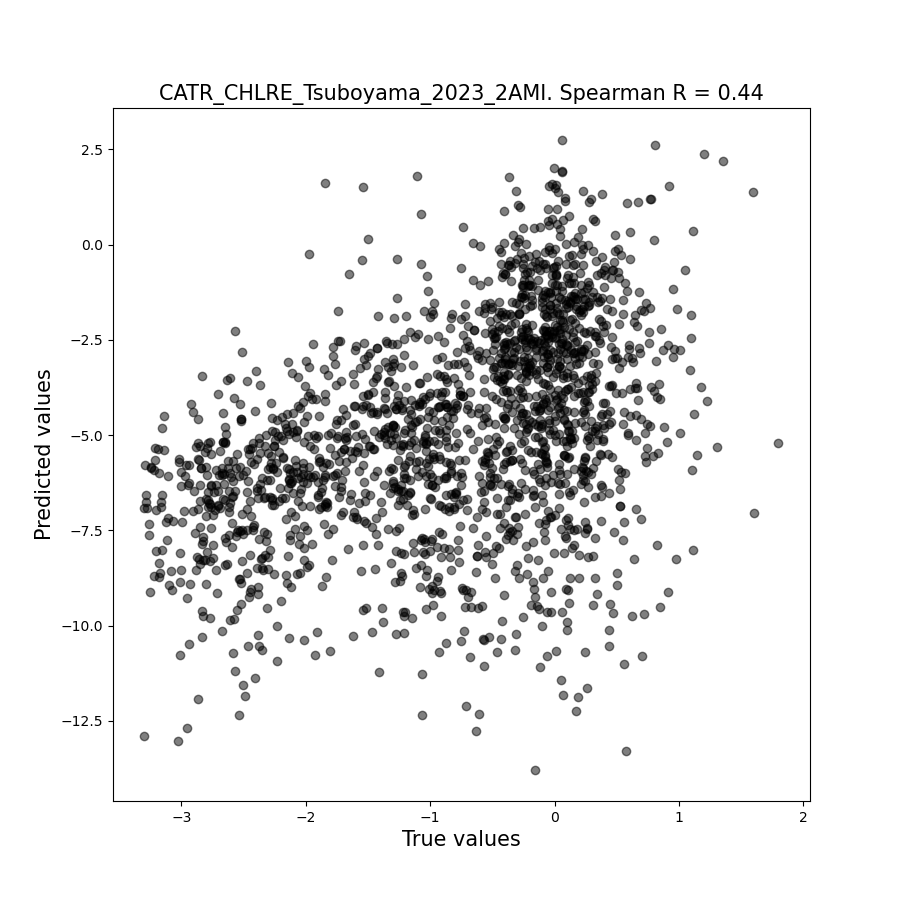 CATR_CHLRE_Tsuboyama_2023_2AMI. Spearman R = 0.44
2.5
0.0
−2.5
−5.0
−7.5
−10.0
−12.5
Predicted values
−3 −2 −1 0 1 2
True values